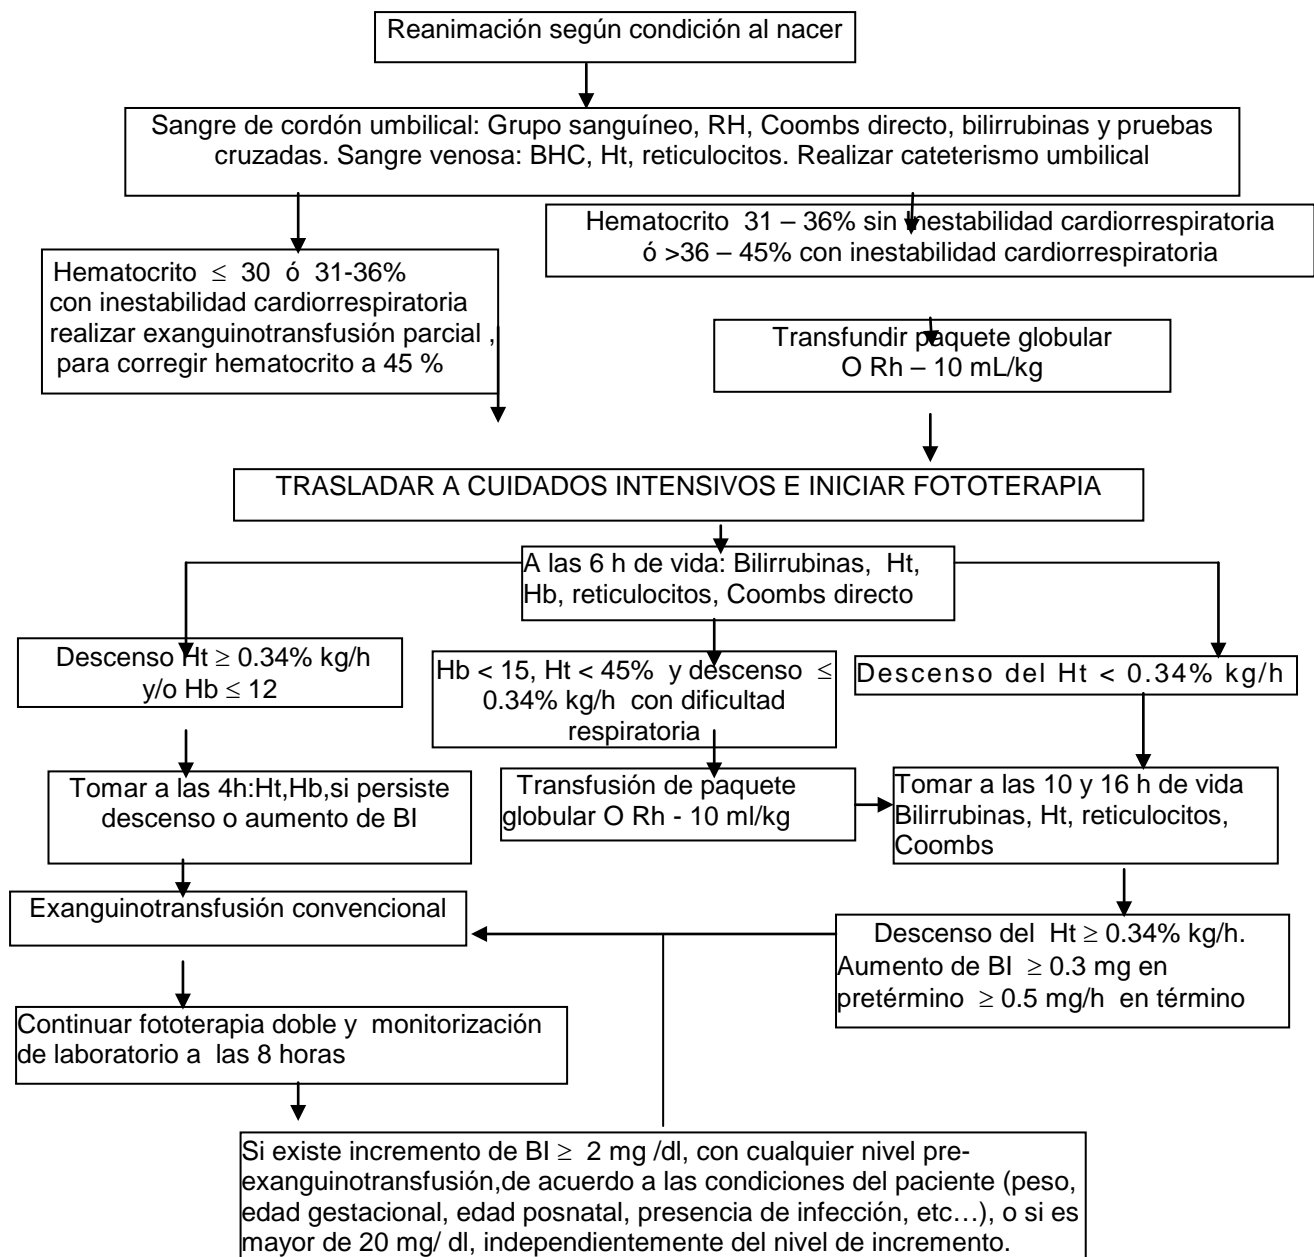 Reanimación según condición al nacer
Sangre de cordón umbilical: Grupo sanguíneo, RH, Coombs directo, bilirrubinas y pruebas
cruzadas. Sangre venosa: BHC, Ht, reticulocitos. Realizar cateterismo umbilical
Hematocrito ≤ 30 ó 31-36%
con inestabilidad cardiorrespiratoria
realizar exanguinotransfusión parcial ,
para corregir hematocrito a 45 %
Hematocrito 31 – 36% sin inestabilidad cardiorrespiratoria
ó >36 – 45% con inestabilidad cardiorrespiratoria
Transfundir paquete globular
O Rh – 10 mL/kg
TRASLADAR A CUIDADOS INTENSIVOS E INICIAR FOTOTERAPIA
A las 6 h de vida: Bilirrubinas, Ht,
Hb, reticulocitos, Coombs directo
Descenso Ht ≥ 0.34% kg/h
y/o Hb ≤ 12
Hb < 15, Ht < 45% y descenso ≤
0.34% kg/h con dificultad
respiratoria
Descenso del Ht < 0.34% kg/h
Tomar a las 4h:Ht,Hb,si persiste
descenso o aumento de BI
Transfusión de paquete
globular O Rh - 10 ml/kg
Tomar a las 10 y 16 h de vida
Bilirrubinas, Ht, reticulocitos,
Coombs
Exanguinotransfusión convencional
Descenso del Ht ≥ 0.34% kg/h.
Aumento de BI ≥ 0.3 mg en
pretérmino ≥ 0.5 mg/h en término
Continuar fototerapia doble y monitorización
de laboratorio a las 8 horas
Si existe incremento de BI ≥ 2 mg /dl, con cualquier nivel pre-
exanguinotransfusión,de acuerdo a las condiciones del paciente (peso,
edad gestacional, edad posnatal, presencia de infección, etc…), o si es
mayor de 20 mg/ dl, independientemente del nivel de incremento.